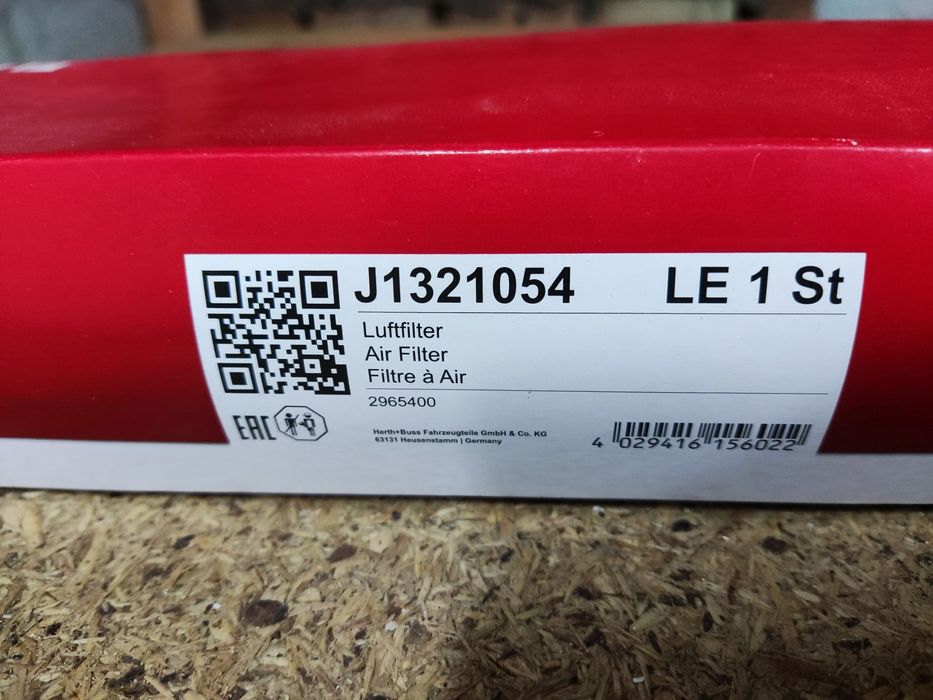 J1321054 LE 1 St
Luftfilter
Air Filter
Filtre à Air
2965400
EAC
Herth+Buss Fahrzeugteile GmbH & Co. KG
63131 Heusenstamm | Germany
4 029416 156022